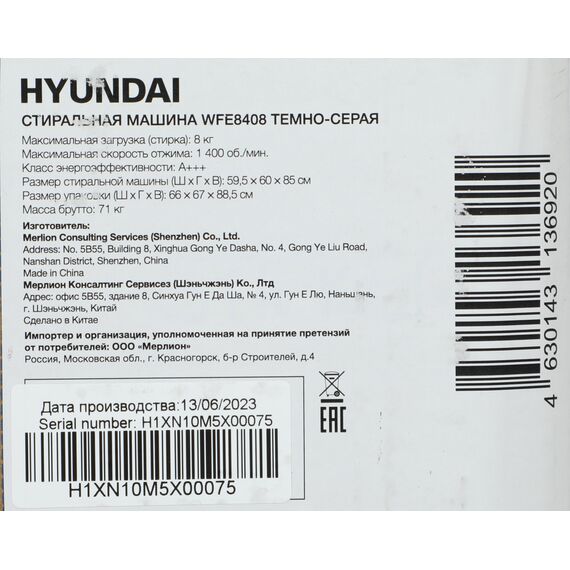 HYUNDAI
СТИРАЛЬНАЯ МАШИНА WFE8408 ТЕМНО-СЕРАЯ
Максимальная загрузка (стирка): 8 кг
Максимальная скорость отжима: 1 400 об./мин.
Класс энергоэффективности: A+++
Размер стиральной машины (Ш х Г х В): 59,5 × 60 × 85 см
Размер упаковки (Ш х Г х В): 66 × 67 × 88,5 см
Масса брутто: 71 кг
Изготовитель:
Merlion Consulting Services (Shenzhen) Co., Ltd.
Address: No. 5B55, Building 8, Xinghua Gong Ye Dasha, No. 4, Gong Ye Liu Road,
Nanshan District, Shenzhen, China
Made in China
Мерлион Консалтинг Сервисез (Шэньчжэнь) Ко., Лтд
Адрес: офис 5В55, здание 8, Синхуа Гун Е Да Ша, № 4, ул. Гун Е Лю, Наньшань,
г. Шэньчжэнь, Китай
Сделано в Китае
Импортер и организация, уполномоченная на принятие претензий
от потребителей: ООО «Мерлион»
Россия, Московская обл., г. Красногорск, б-р Строителей, д.4
4 630143 136920
EAC
Дата производства:13/06/2023
Serial number: H1XN10M5X00075
H1XN10M5X00075